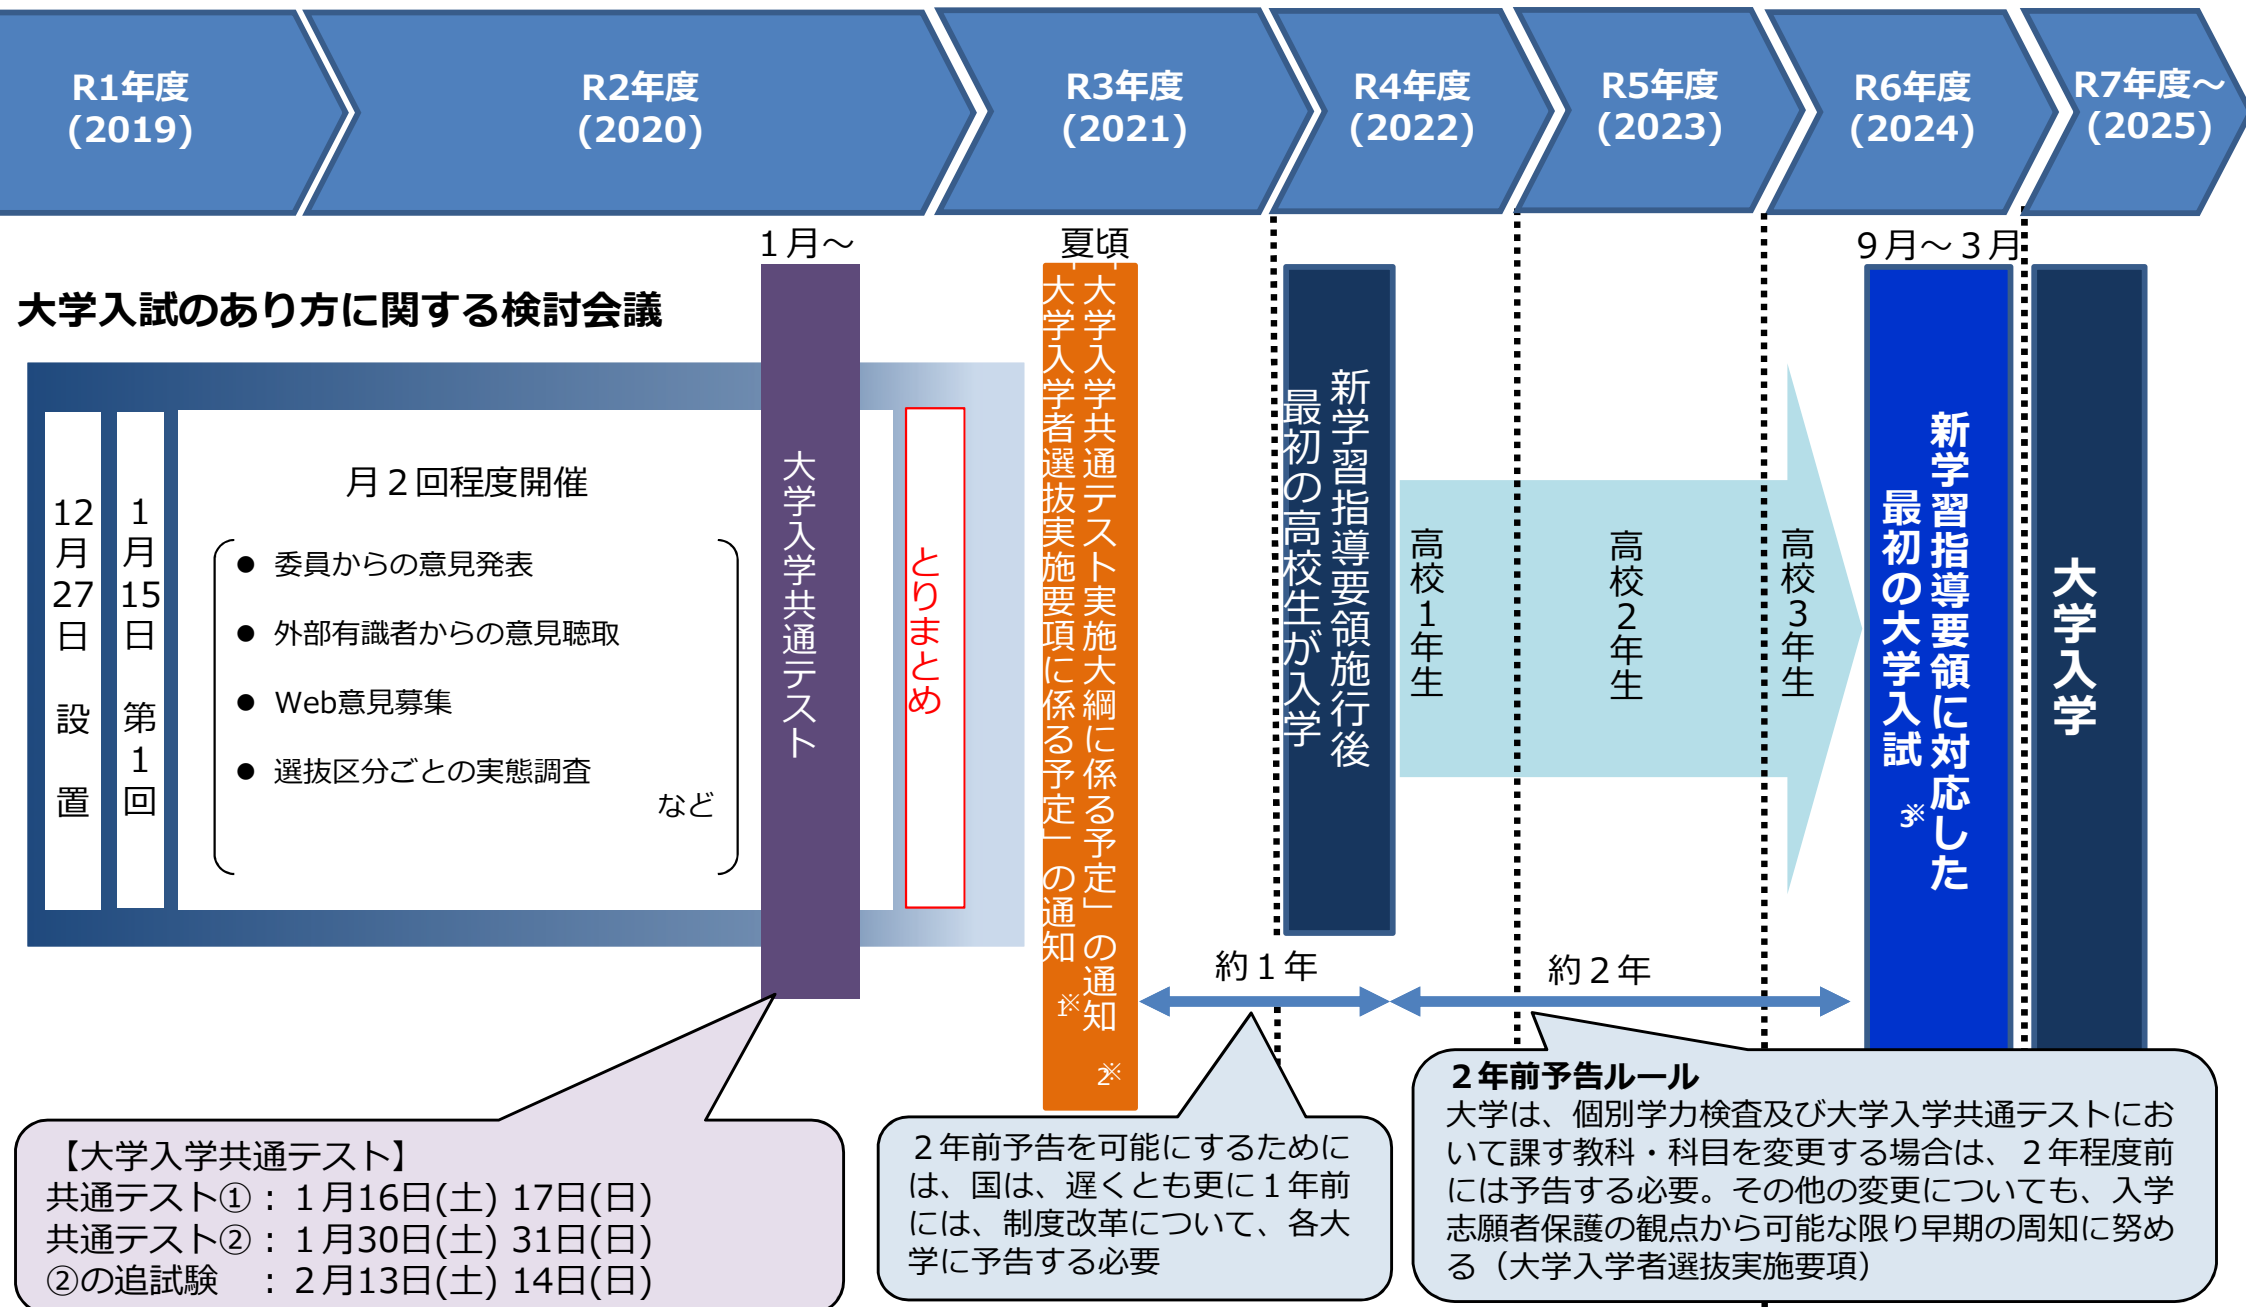 R1年度
(2019)
R2年度
(2020)
R3年度
(2021)
R4年度
(2022)
R5年度
(2023)
R6年度
(2024)
R7年度～
(2025)
１月～
夏頃
９月～３月
大学入試のあり方に関する検討会議
12月27日 設置
１月15日 第１回
月２回程度開催
● 委員からの意見発表
● 外部有識者からの意見聴取
● Web意見募集
● 選抜区分ごとの実態調査
など
大学入学共通テスト
とりまとめ
「大学入学共通テスト実施大綱に係る予定」の通知 ※2
「大学入学者選抜実施要項に係る予定」の通知 ※1
新学習指導要領施行後
最初の高校生が入学
高校１年生
高校２年生
高校３年生
新学習指導要領に対応した
最初の大学入試 ※3
大学入学
約１年
約２年
【大学入学共通テスト】
共通テスト①：１月16日(土) 17日(日)
共通テスト②：１月30日(土) 31日(日)
②の追試験 ：２月13日(土) 14日(日)
２年前予告を可能にするために
は、国は、遅くとも更に１年前
には、制度改革について、各大
学に予告する必要
２年前予告ルール
大学は、個別学力検査及び大学入学共通テストにお
いて課す教科・科目を変更する場合は、２年程度前
には予告する必要。その他の変更についても、入学
志願者保護の観点から可能な限り早期の周知に努め
る（大学入学者選抜実施要項）